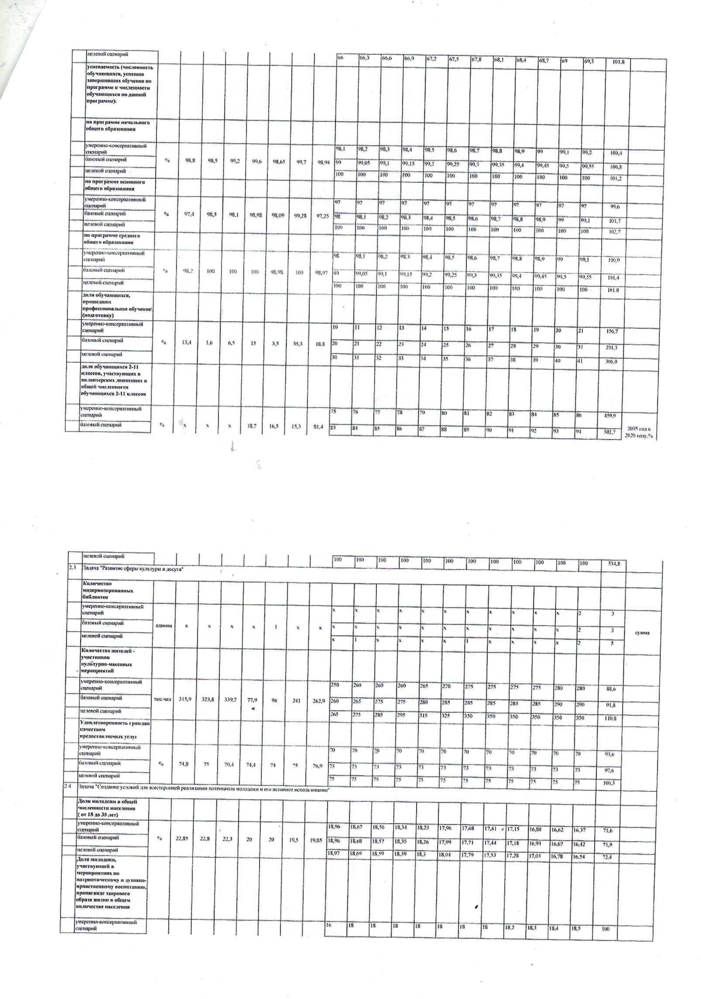 целевой сценарий 66 66,3 66,6 66,9 67,2 67,5 67,8 68,1 68,4 68,7 69 69,3 101,8
успеваемость (численность
обучающихся, успешно
завершивших обучение по
программе к численности
обучающихся по данной
программе):
по программе начального
общего образования
умеренно-консервативный
сценарий 98,1 98,2 98,3 98,4 98,5 98,6 98,7 98,8 98,9 99 99,1 99,2 100,4
базовый сценарий % 98,8 98,5 99,2 99,6 98,65 99,7 98,94 99 99,05 99,1 99,15 99,2 99,25 99,3 99,35 99,4 99,45 99,5 99,55 100,8
целевой сценарий 100 100 100 100 100 100 100 100 100 100 100 100 101,2
по программе основного
общего образования
умеренно-консервативный
сценарий 97 97 97 97 97 97 97 97 97 97 97 97 99,6
базовый сценарий % 97,4 98,3 98,1 98,98 98,09 99,28 97,25 98 98,1 98,2 98,3 98,4 98,5 98,6 98,7 98,8 98,9 99 99,1 101,7
целевой сценарий 100 100 100 100 100 100 100 100 100 100 100 100 102,7
по программе среднего
общего образования
умеренно-консервативный
сценарий 98 98,1 98,2 98,3 98,4 98,5 98,6 98,7 98,8 98,9 99 99,1 100,9
базовый сценарий % 98,2 100 100 100 98,98 100 98,97 99 99,05 99,1 99,15 99,2 99,25 99,3 99,35 99,4 99,45 99,5 99,55 101,4
целевой сценарий 100 100 100 100 100 100 100 100 100 100 100 100 101,8
доля обучающихся,
прошедших
профессиональное обучение
(подготовку)
умеренно-консервативный
сценарий 10 11 12 13 14 15 16 17 18 19 20 21 156,7
базовый сценарий % 13,4 1,6 6,5 15 3,5 35,3 18,8 20 21 22 23 24 25 26 27 28 29 30 31 231,3
целевой сценарий 30 31 32 33 34 35 36 37 38 39 40 41 306,0
доля обучающихся 2-11
классов, участвующих в
волонтерских движениях в
общей численности
обучающихся 2-11 классов
умеренно-консервативный
сценарий 75 76 77 78 79 80 81 82 83 84 85 86 459,9
базовый сценарий % х х х 18,7 16,5 15,3 81,4 83 84 85 86 87 88 89 90 91 92 93 94 502,7 2035 год к
2020 году,%
целевой сценарий 100 100 100 100 100 100 100 100 100 100 100 100 534,8
2.3 Задача "Развитие сферы культуры и досуга"
Количество
модернизированных
библиотек
умеренно-консервативный
сценарий х х х х х х х х х х х 2 3
базовый сценарий единиц х х х х 1 х х х х х х х х х х х х х 2 3 сумма
целевой сценарий х 1 х х х х 1 х х х х 2 5
Количество жителей -
участников
культурно-массовых
мероприятий
умеренно-консервативный
сценарий 250 260 260 260 265 270 275 275 275 275 280 280 88,6
базовый сценарий тыс.чел 315,9 323,8 339,7 77,9 96 241 262,9 260 265 275 275 280 285 285 285 285 285 290 290 91,8
целевой сценарий 265 275 285 295 315 325 350 350 350 350 350 350 110,8
Удовлетворенность граждан
качеством
предоставляемых услуг
умеренно-консервативный
сценарий 70 70 70 70 70 70 70 70 70 70 70 70 93,6
базовый сценарий % 74,8 75 70,4 74,4 74 75 76,9 73 73 73 73 73 73 73 73 73 73 73 73 97,6
целевой сценарий 75 75 75 75 75 75 75 75 75 75 75 75 100,3
2.4 Задача "Создание условий для всесторонней реализации потенциала молодежи и его активное использование"
Доля молодежи в общей
численности населения
( от 15 до 35 лет)
умеренно-консервативный
сценарий 18,96 18,67 18,56 18,34 18,23 17,96 17,68 17,41 17,15 16,88 16,62 16,37 71,6
базовый сценарий % 22,85 22,8 22,3 20 20 19,5 19,85 18,96 18,68 18,57 18,35 18,26 17,99 17,71 17,44 17,18 16,93 16,67 16,42 71,9
целевой сценарий 18,97 18,69 18,59 18,39 18,3 18,04 17,79 17,53 17,28 17,03 16,78 16,54 72,4
Доля молодежи,
участвующей в
мероприятиях по
патриотическому и духовно-
нравственному воспитанию,
пропаганде здорового
образа жизни в общем
количестве населения
умеренно-консервативный
сценарий 16 18 18 18 18 18 18 18 18,2 18,3 18,4 18,5 100